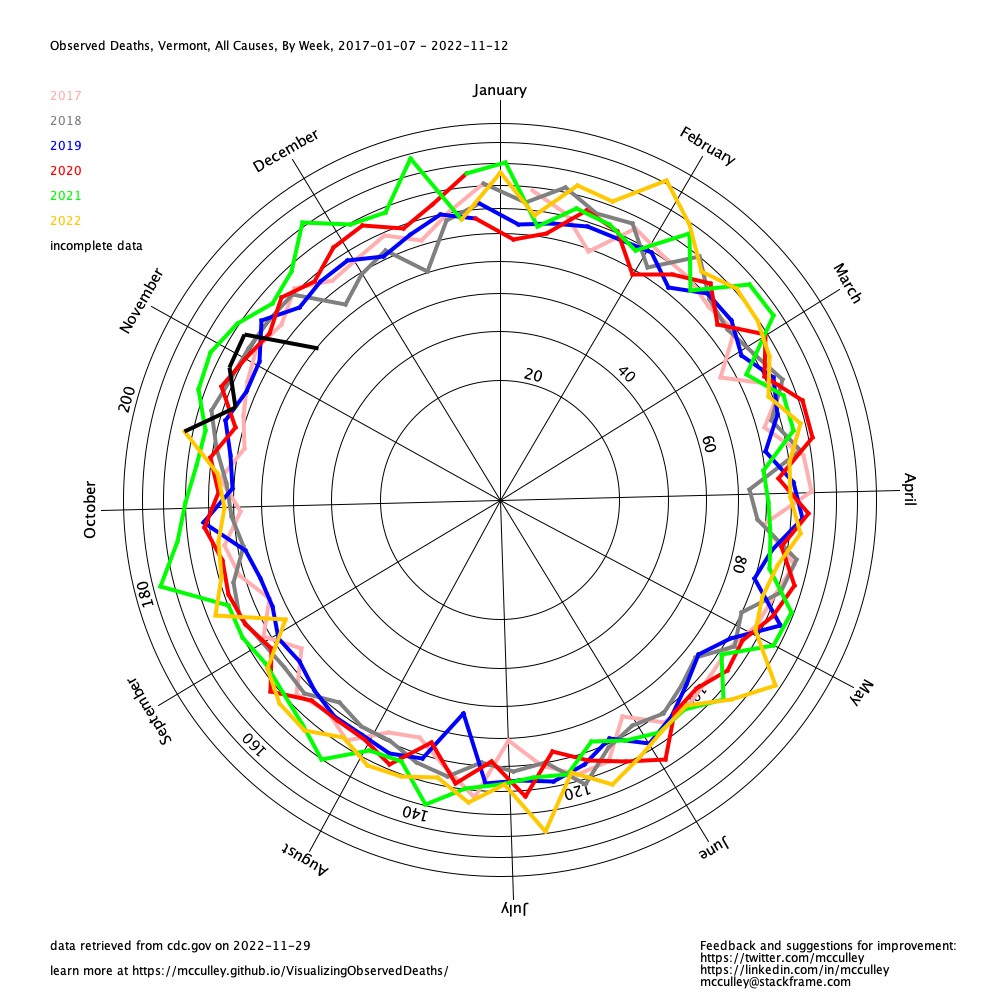 Observed Deaths, Vermont, All Causes, By Week, 2017-01-07 - 2022-11-12
2017
2018
2019
2020
2021
2022
incomplete data
January
February
March
April
May
June
July
August
September
October
November
December
20
40
60
80
120
140
160
180
200
data retrieved from cdc.gov on 2022-11-29
learn more at https://mcculley.github.io/VisualizingObservedDeaths/
Feedback and suggestions for improvement:
https://twitter.com/mcculley
https://linkedin.com/in/mcculley
mcculley@stackframe.com